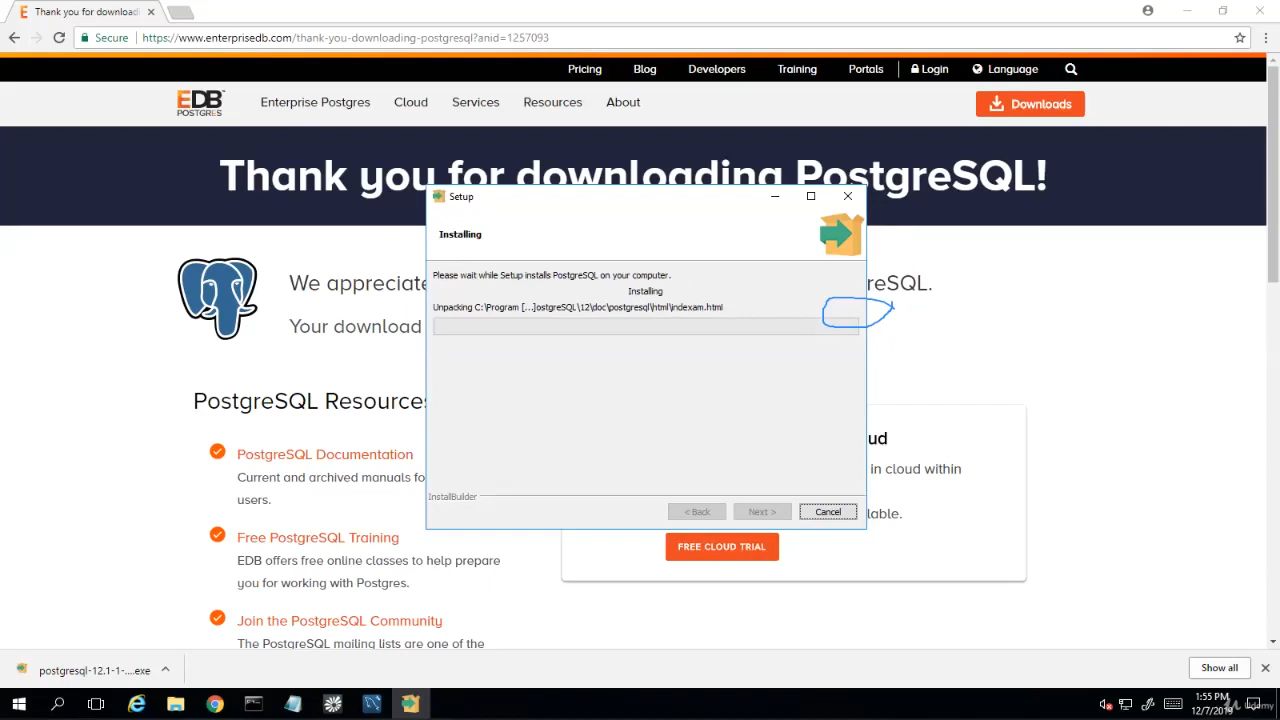 Thank you for downloadi
Secure
https://www.enterprisedb.com/thank-you-downloading-postgresql?anid=1257093
Pricing
Blog
Developers
Training
Portals
Login
Language
EDB
POSTGRES
Enterprise Postgres
Cloud
Services
Resources
About
Downloads
Thank you for downloading PostgreSQL!
Setup
Installing
Please wait while Setup installs PostgreSQL on your computer.
Installing
Unpacking C:\Program [...]ostgreSQL\12\doc\postgresql\html\indexam.html
InstallBuilder
< Back
Next >
Cancel
We appreciate
reSQL.
Your download
PostgreSQL Resources
PostgreSQL Documentation
Current and archived manuals fo
users.
Free PostgreSQL Training
EDB offers free online classes to help prepare
you for working with Postgres.
Join the PostgreSQL Community
The PostgreSQL mailing lists are one of the
ud
in cloud within
lable.
FREE CLOUD TRIAL
postgresql-12.1-1-....exe
Show all
1:55 PM
Udemy